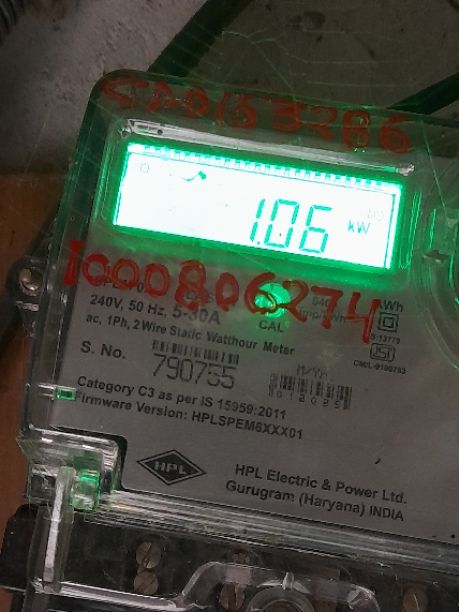 1.06 kW
MD
1000806274
240V, 50 Hz, 5-30A
CAL
kWh
ac, 1Ph, 2 Wire Static Watthour Meter
S. No. 790755
Category C3 as per IS 15959:2011
Firmware Version: HPLSPEM6XXX01
HPL
HPL Electric & Power Ltd.
Gurugram (Haryana) INDIA